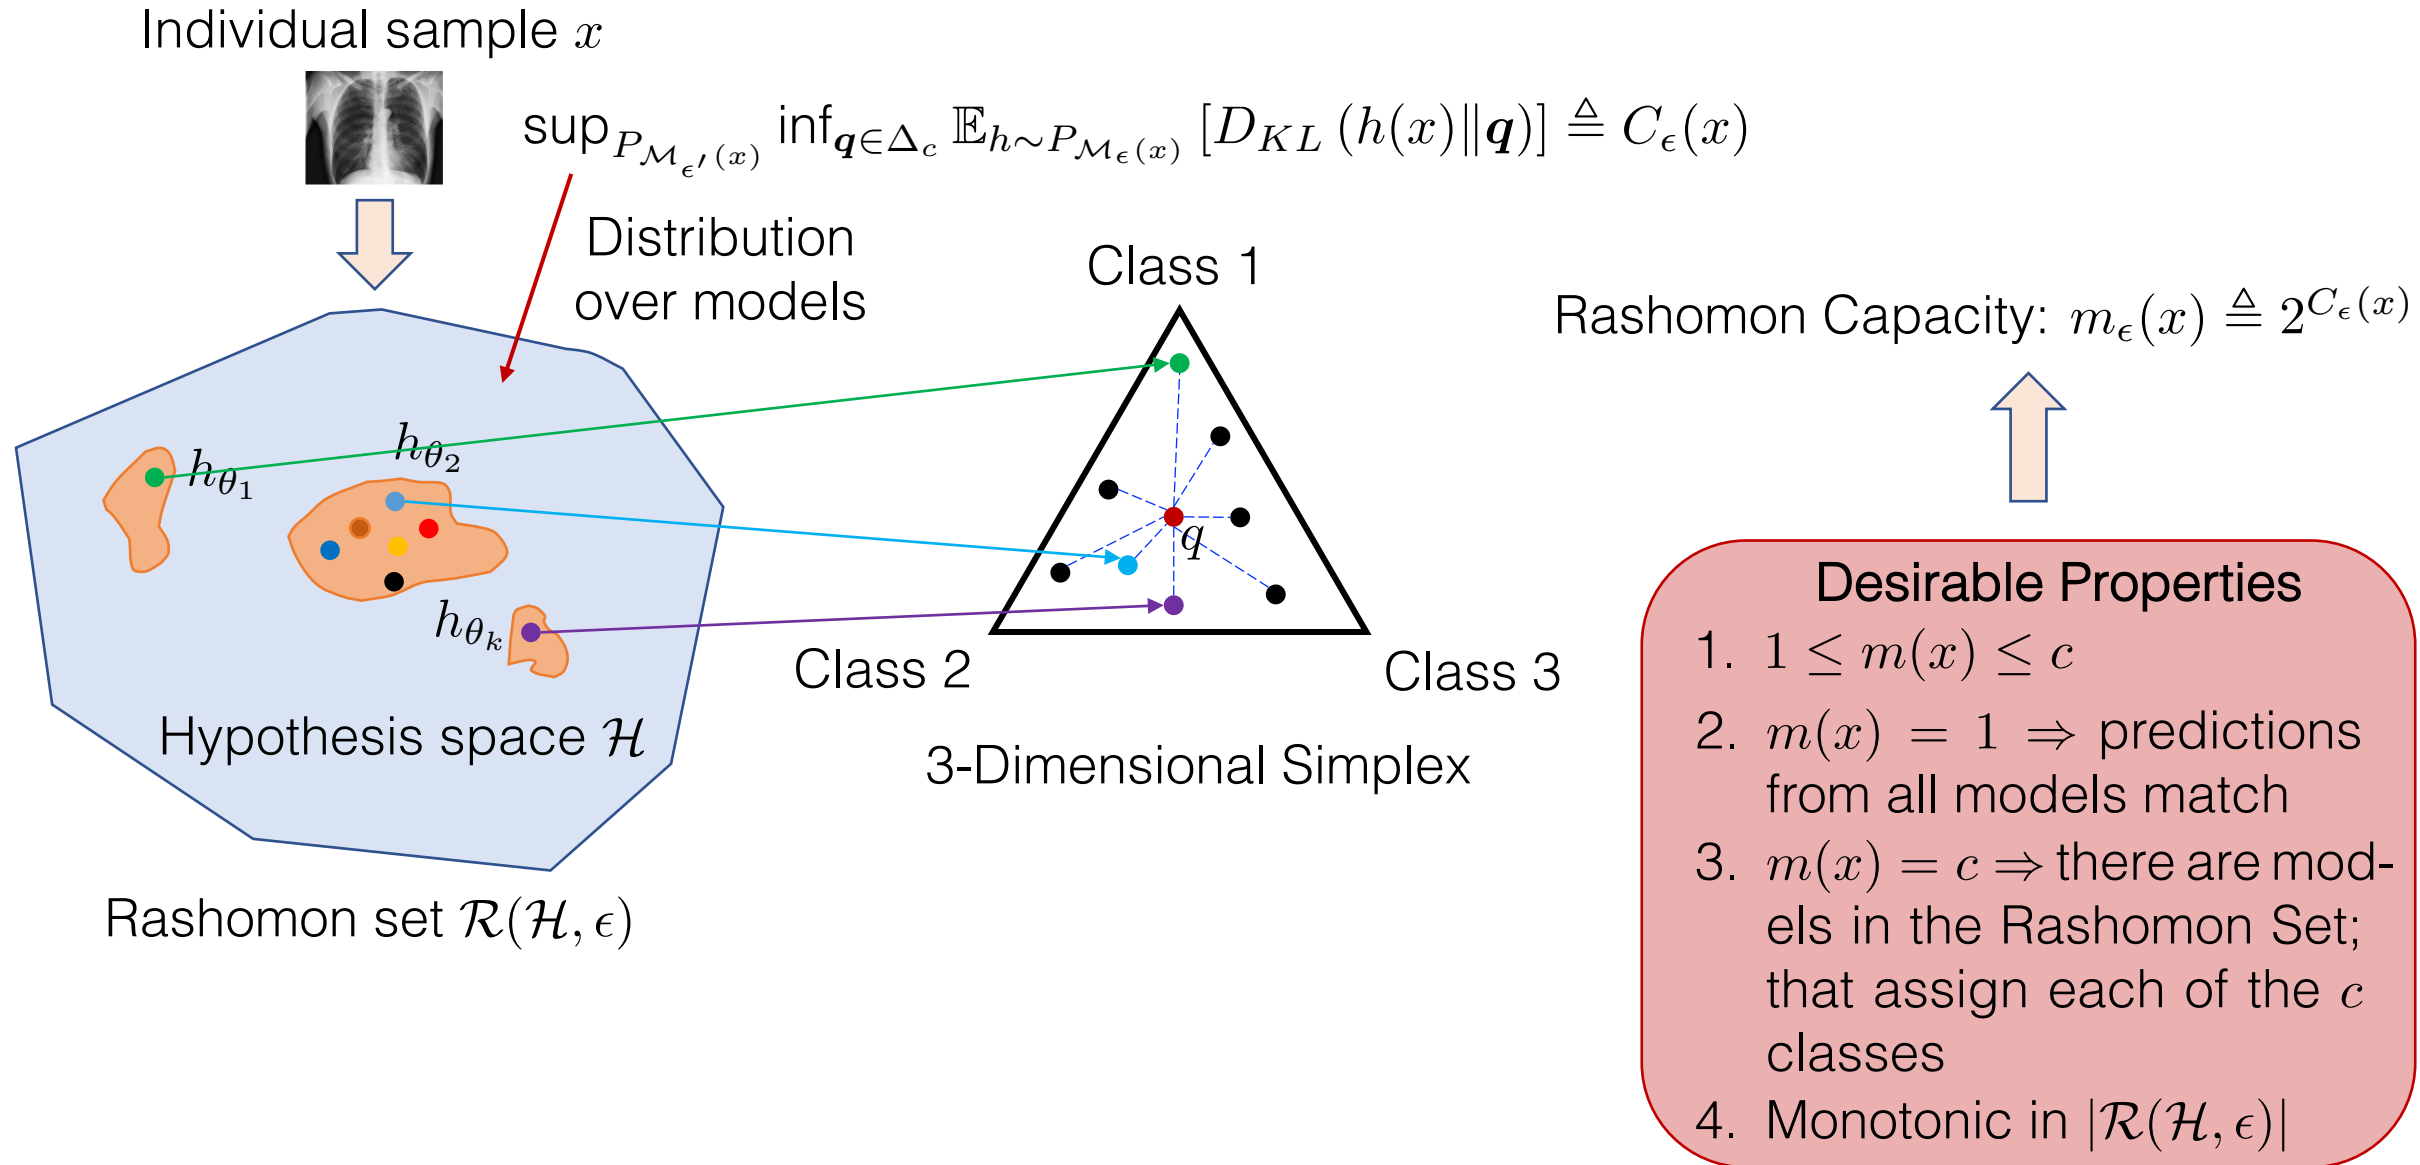 Individual sample x
sup_{P_{\mathcal{M}_{ϵ'}(x)}} inf_{𝒒∈Δ_c} 𝔼_{h∼P_{\mathcal{M}_ϵ(x)}} [D_{KL} (h(x)‖𝒒)] ≜ C_ϵ(x)
Distribution
over models
Class 1
Rashomon Capacity: m_ϵ(x) ≜ 2^{C_ϵ(x)}
h_{θ_1}
h_{θ_2}
h_{θ_k}
q
Class 2
Class 3
Hypothesis space ℋ
3-Dimensional Simplex
Rashomon set ℛ(ℋ, ϵ)
Desirable Properties
1. 1 ≤ m(x) ≤ c
2. m(x) = 1 ⇒ predictions
from all models match
3. m(x) = c ⇒ there are mod-
els in the Rashomon Set;
that assign each of the c
classes
4. Monotonic in |ℛ(ℋ, ϵ)|